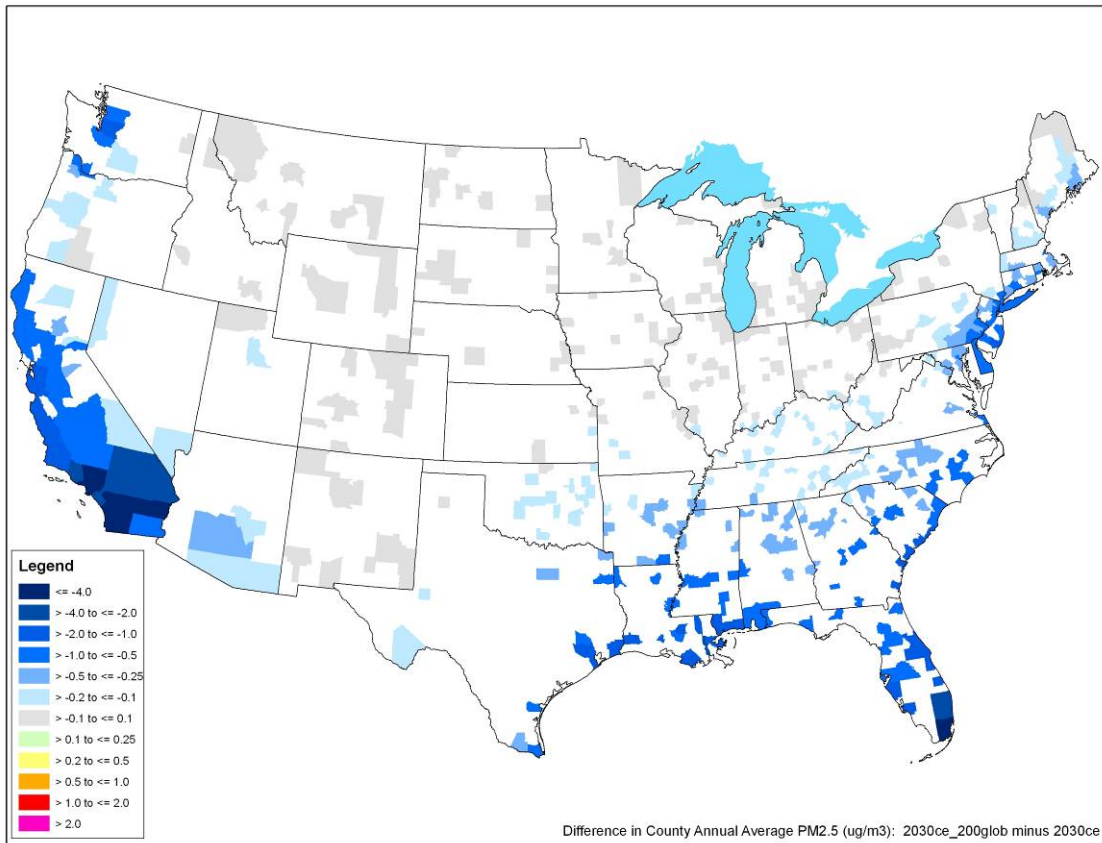 Legend
<= -4.0
> -4.0 to <= -2.0
> -2.0 to <= -1.0
> -1.0 to <= -0.5
> -0.5 to <= -0.25
> -0.2 to <= -0.1
> -0.1 to <= 0.1
> 0.1 to <= 0.25
> 0.2 to <= 0.5
> 0.5 to <= 1.0
> 1.0 to <= 2.0
> 2.0
Difference in County Annual Average PM2.5 (ug/m3): 2030ce_200glob minus 2030ce